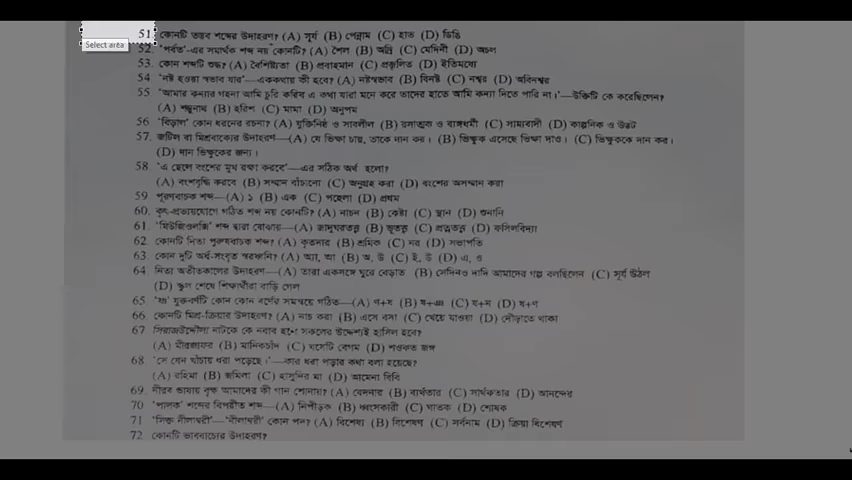 51. কোনটি তদ্ভব শব্দের উদাহরণ? (A) সূর্য (B) পেন্নাম (C) হাত (D) ডিঙি
Select area
52. 'পর্বত'-এর সমার্থক শব্দ নয় কোনটি? (A) শৈল (B) অদ্রি (C) মেদিনী (D) অচল
53. কোন শব্দটি শুদ্ধ? (A) বৈশিষ্ট্যতা (B) প্রবাহমান (C) প্রজ্বলিত (D) ইতিমধ্যে
54. 'নষ্ট হওয়া স্বভাব যার'—এককথায় কী হবে? (A) নষ্টস্বভাব (B) বিনষ্ট (C) নশ্বর (D) অবিনশ্বর
55. 'আমার কন্যার গহনা আমি চুরি করিব এ কথা যারা মনে করে তাদের হাতে আমি কন্যা দিতে পারি না।'—উক্তিটি কে করেছিলেন?
(A) শম্ভুনাথ (B) হরিশ (C) মামা (D) অনুপম
56. 'বিড়াল' কোন ধরনের রচনা? (A) যুক্তিনিষ্ঠ ও সাবলীল (B) রসাত্মক ও ব্যঙ্গধর্মী (C) সাম্যবাদী (D) কাল্পনিক ও উদ্ভট
57. জটিল বা মিশ্রবাক্যের উদাহরণ—(A) যে ভিক্ষা চায়, তাকে দান কর। (B) ভিক্ষুক এসেছে ভিক্ষা দাও। (C) ভিক্ষুককে দান কর।
(D) দান ভিক্ষুকের জন্য।
58. 'এ ছেলে বংশের মুখ রক্ষা করবে'—এর সঠিক অর্থ হলো?
(A) বংশবৃদ্ধি করবে (B) সম্মান বাঁচানো (C) অনুগ্রহ করা (D) বংশের অসম্মান করা
59. পূরণবাচক শব্দ—(A) ১ (B) এক (C) পহেলা (D) প্রথম
60. কৃৎ-প্রত্যয়যোগে গঠিত শব্দ নয় কোনটি? (A) নাচন (B) কেষ্টা (C) স্থান (D) শুনানি
61. 'মিউজিওলজি' শব্দ দ্বারা বোঝায়—(A) জাদুঘরতত্ত্ব (B) ভূতত্ত্ব (C) প্রত্নতত্ত্ব (D) ফসিলবিদ্যা
62. কোনটি নিত্য পুরুষবাচক শব্দ? (A) কৃতদার (B) শ্রমিক (C) নর (D) সভাপতি
63. কোন দুটি অর্ধ-সংবৃত স্বরধ্বনি? (A) অ্যা, আ (B) অ, উ (C) ই, উ (D) এ, ও
64. নিত্য অতীতকালের উদাহরণ—(A) তারা একসঙ্গে ঘুরে বেড়াত (B) সেদিনও দাদি আমাদের গল্প বলছিলেন (C) সূর্য উঠল
(D) স্কুল শেষে শিক্ষার্থীরা বাড়ি গেল
65. যুক্তবর্ণটি কোন কোন বর্ণের সমন্বয়ে গঠিত—(A) ণ+ষ (B) ষ+ঞ (C) য+ন (D) ষ+ণ
66. কোনটি মিশ্র-ক্রিয়ার উদাহরণ? (A) নাচ করা (B) এসে বসা (C) খেয়ে যাওয়া (D) দৌড়াতে থাকা
67. সিরাজউদ্দৌলা নাটকে কে নবাব হলে সকলের উদ্দেশ্যই হাসিল হবে?
(A) মীরজাফর (B) মানিকচাঁদ (C) ঘসেটি বেগম (D) শওকত জঙ্গ
68. 'সে যেন খাঁচায় ধরা পড়েছে।'—কার ধরা পড়ার কথা বলা হয়েছে?
(A) রহিমা (B) জমিলা (C) হাসুনির মা (D) আমেনা বিবি
69. নীরব ভাষায় বৃক্ষ আমাদের কী গান শোনায়? (A) বেদনার (B) ব্যর্থতার (C) সার্থকতার (D) আনন্দের
70. 'পালক' শব্দের বিপরীত শব্দ—(A) নিপীড়ক (B) ধ্বংসকারী (C) ঘাতক (D) শোষক
71. 'সিক্ত নীলাম্বরী'—'নীলাম্বরী' কোন পদ? (A) বিশেষ্য (B) বিশেষণ (C) সর্বনাম (D) ক্রিয়া বিশেষণ
72. কোনটি ভাববাচ্যের উদাহরণ?